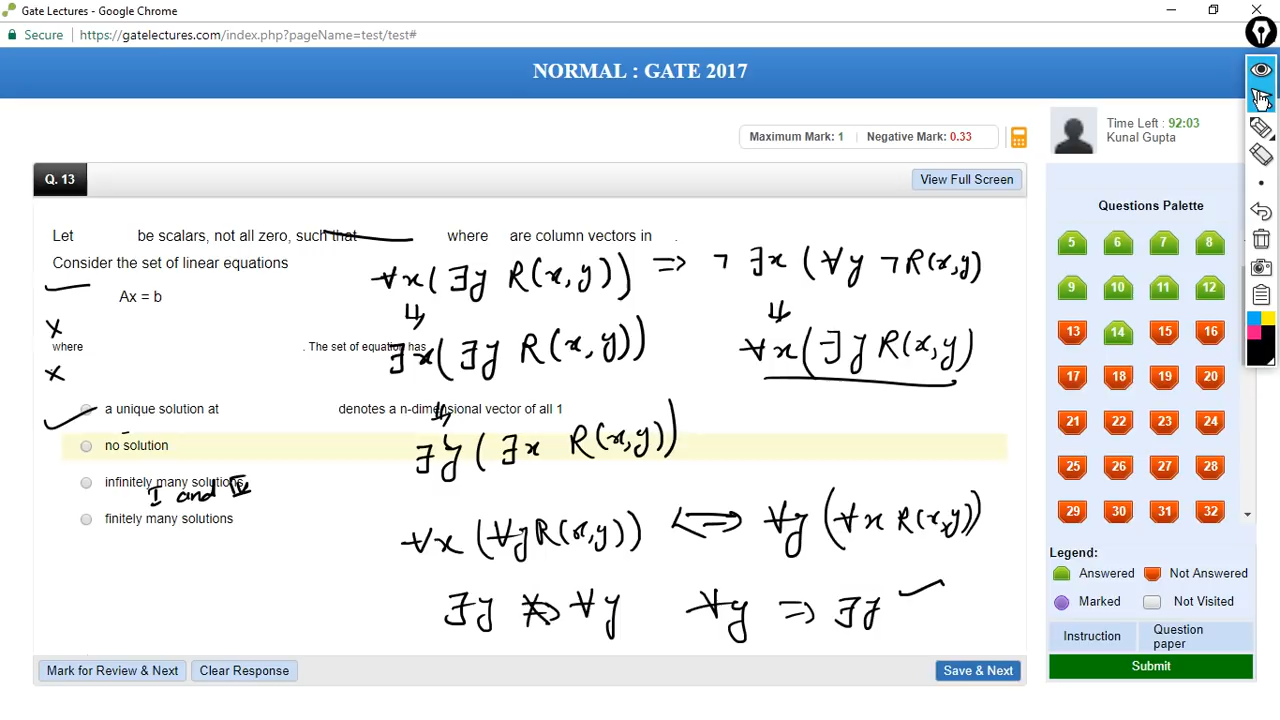 Gate Lectures - Google Chrome
Secure https://gatelectures.com/index.php?pageName=test/test#
NORMAL : GATE 2017
Maximum Mark: 1 | Negative Mark: 0.33
Time Left : 92:03
Kunal Gupta
Q. 13
View Full Screen
Let be scalars, not all zero, such that where are column vectors in .
Consider the set of linear equations
∀x(∃y R(x,y)) => ¬∃x(∀y ¬R(x,y)
Ax = b
x
where . The set of equation has
∃x(∃y R(x,y)) ∀x(∃y R(x,y)
x
a unique solution at denotes a n-dimensional vector of all 1
∃y(∃x R(x,y))
no solution
infinitely many solutions
I and IV
finitely many solutions
∀x(∀yR(x,y)) <=> ∀y(∀x R(x,y))
∃y => ∀y ∀y => ∃y
Mark for Review & Next Clear Response Save & Next
Questions Palette
5 6 7 8
9 10 11 12
13 14 15 16
17 18 19 20
21 22 23 24
25 26 27 28
29 30 31 32
Legend:
Answered Not Answered
Marked Not Visited
Instruction Question paper
Submit